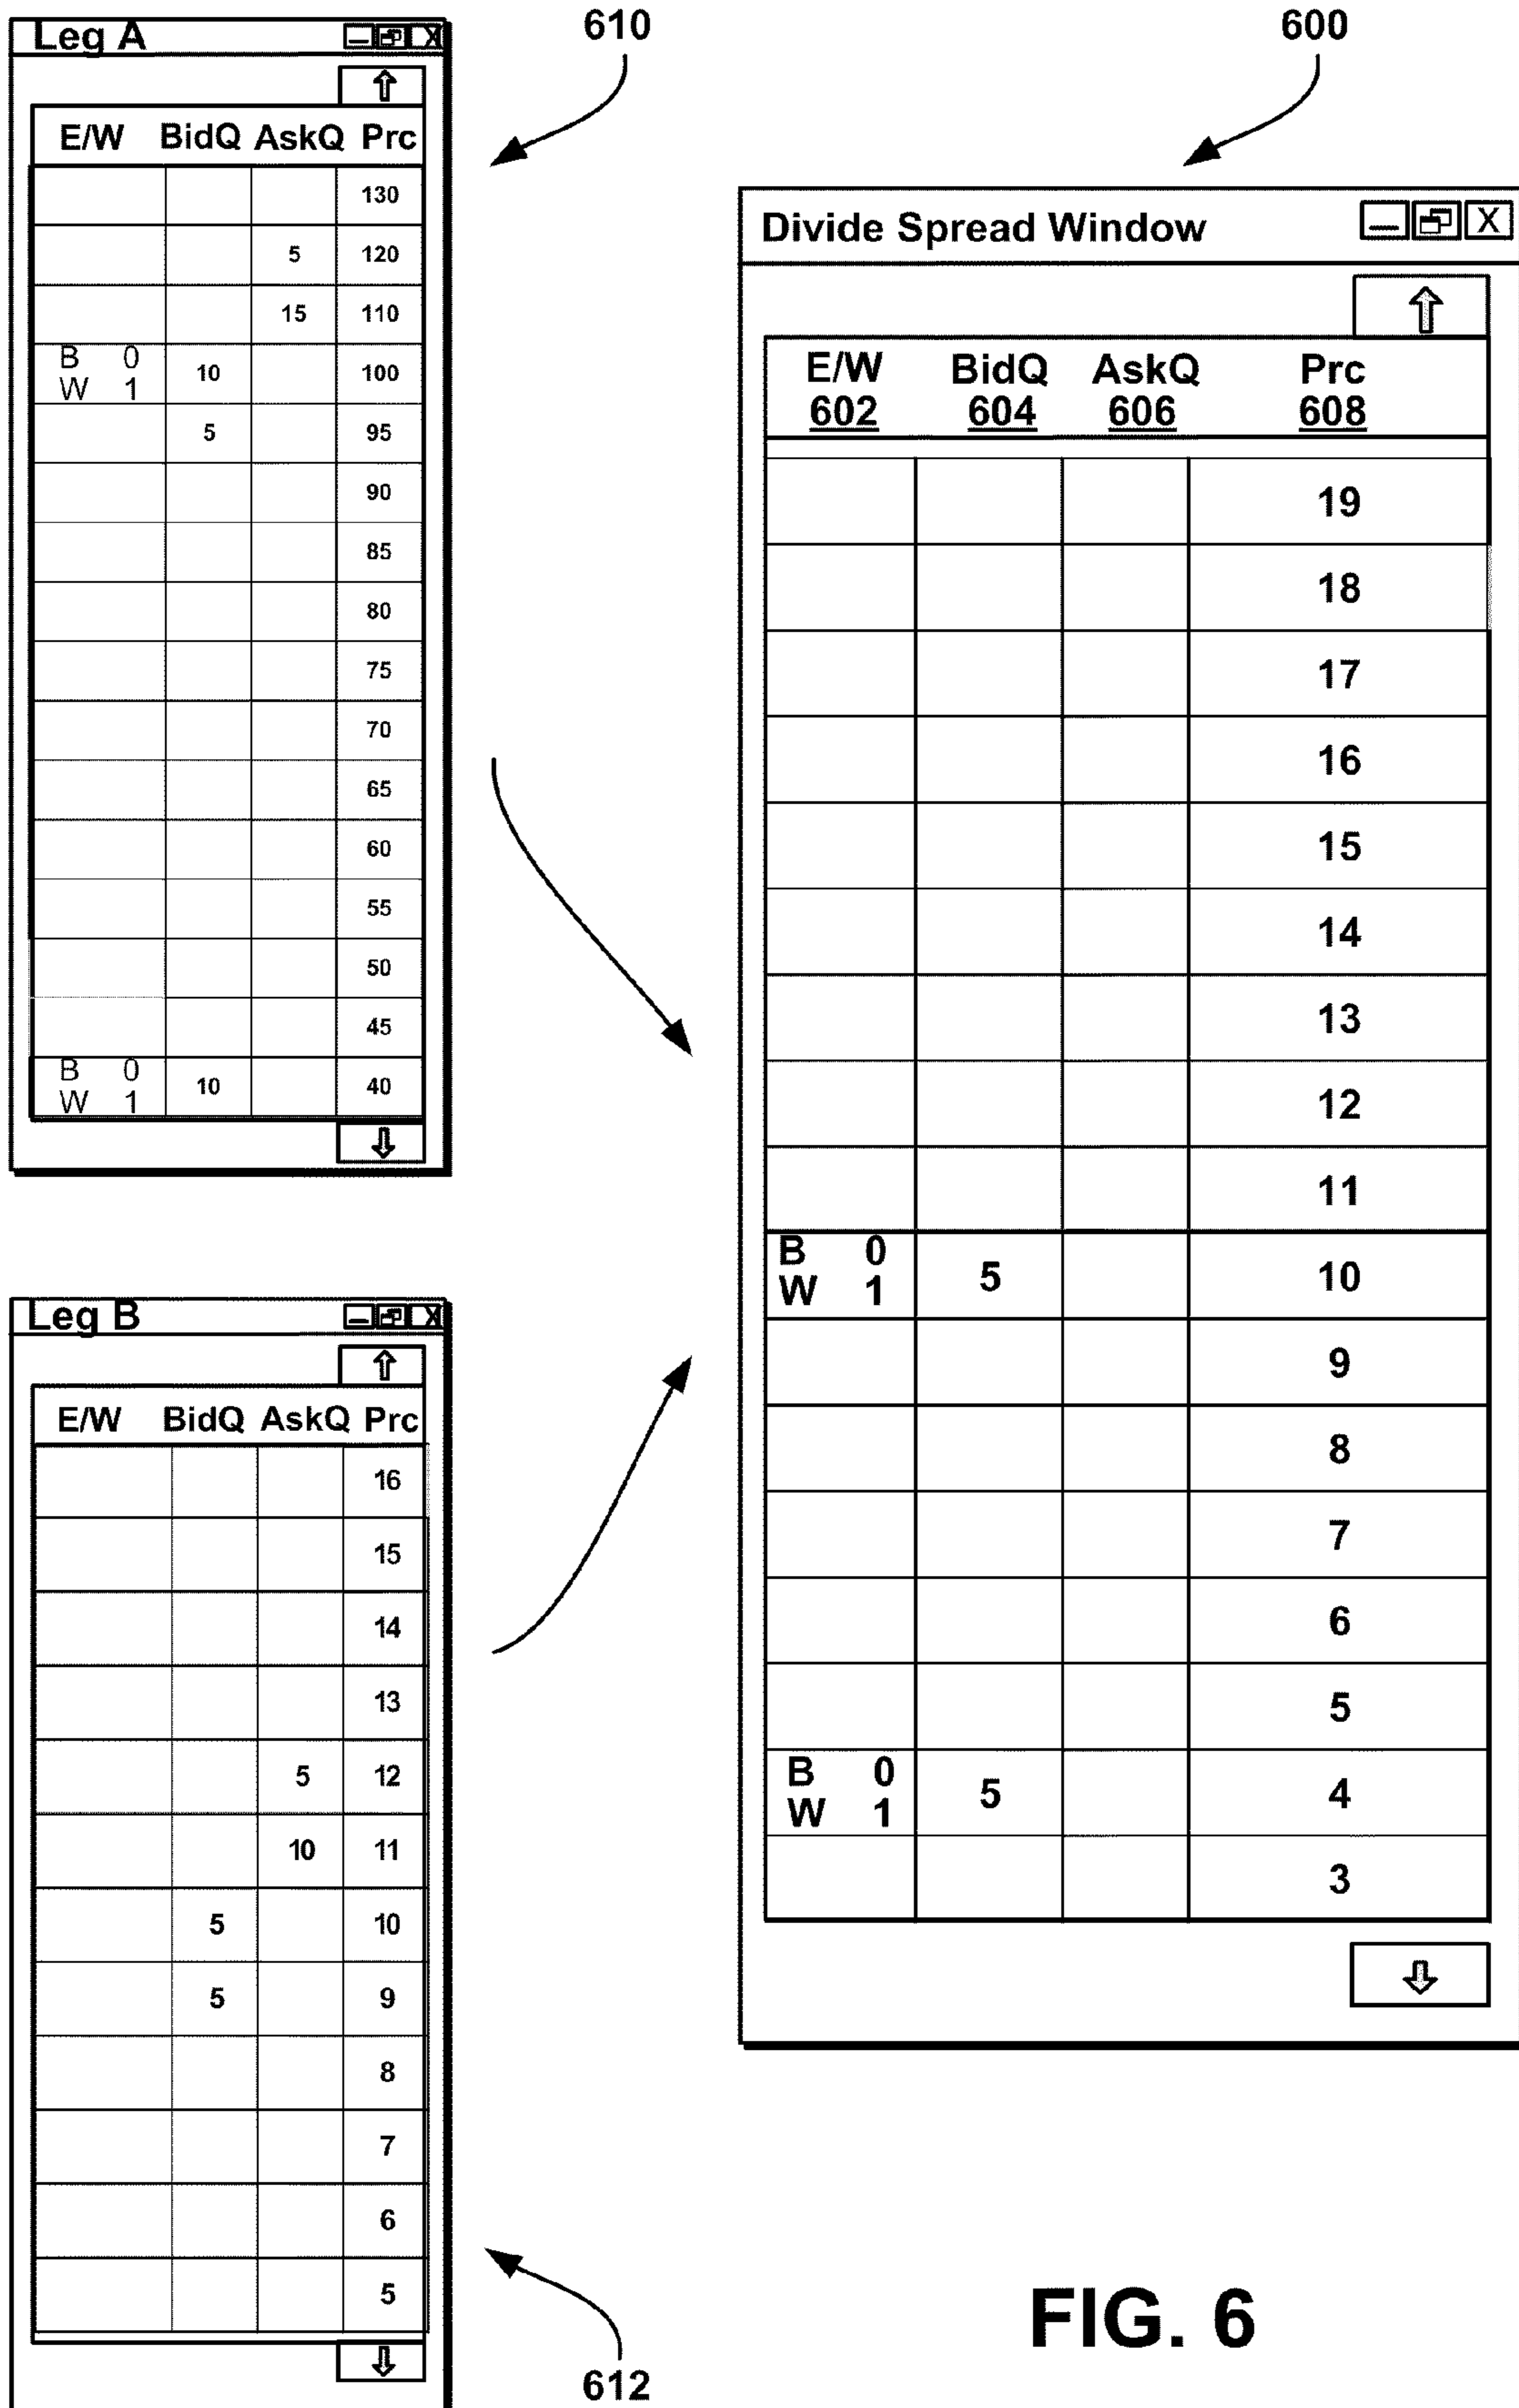 610
600
Leg A
X
E/W BidQ AskQ Prc
130
5 120
15 110
B 0
W 1 10 100
5 95
90
85
80
75
70
65
60
55
50
45
B 0
W 1 10 40
Leg B
X
E/W BidQ AskQ Prc
16
15
14
13
5 12
10 11
5 10
5 9
8
7
6
5
612
Divide Spread Window X
E/W BidQ AskQ Prc
602 604 606 608
19
18
17
16
15
14
13
12
11
B 0
W 1 5 10
9
8
7
6
5
B 0
W 1 5 4
3
FIG. 6